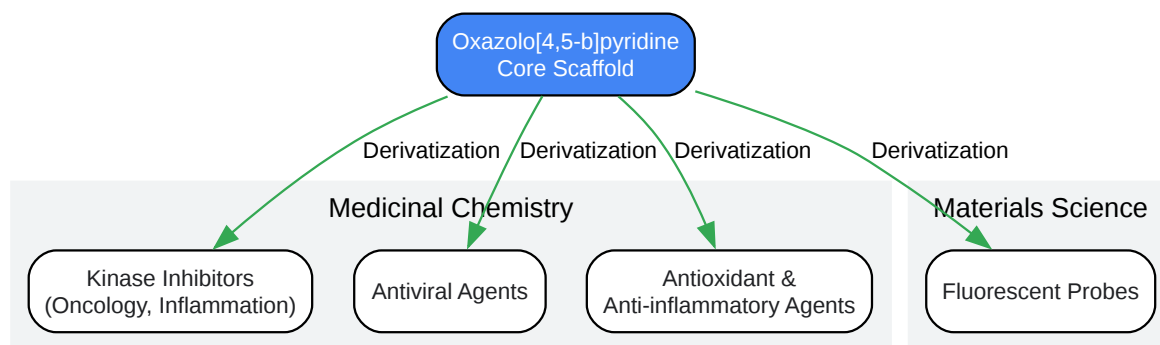 Oxazolo[4,5-b]pyridine
Core Scaffold
Derivatization
Derivatization
Derivatization
Derivatization
Medicinal Chemistry
Materials Science
Kinase Inhibitors
(Oncology, Inflammation)
Antiviral Agents
Antioxidant &
Anti-inflammatory Agents
Fluorescent Probes